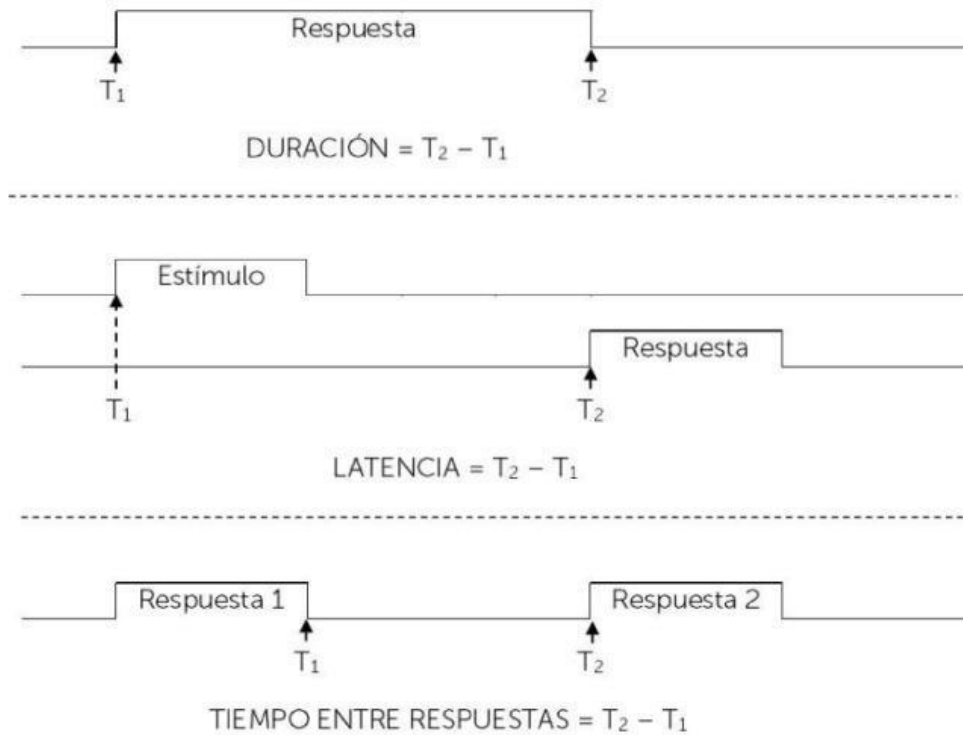 Respuesta
T₁ T₂
DURACIÓN = T₂ – T₁
Estímulo
Respuesta
T₁ T₂
LATENCIA = T₂ – T₁
Respuesta 1 Respuesta 2
T₁ T₂
TIEMPO ENTRE RESPUESTAS = T₂ – T₁